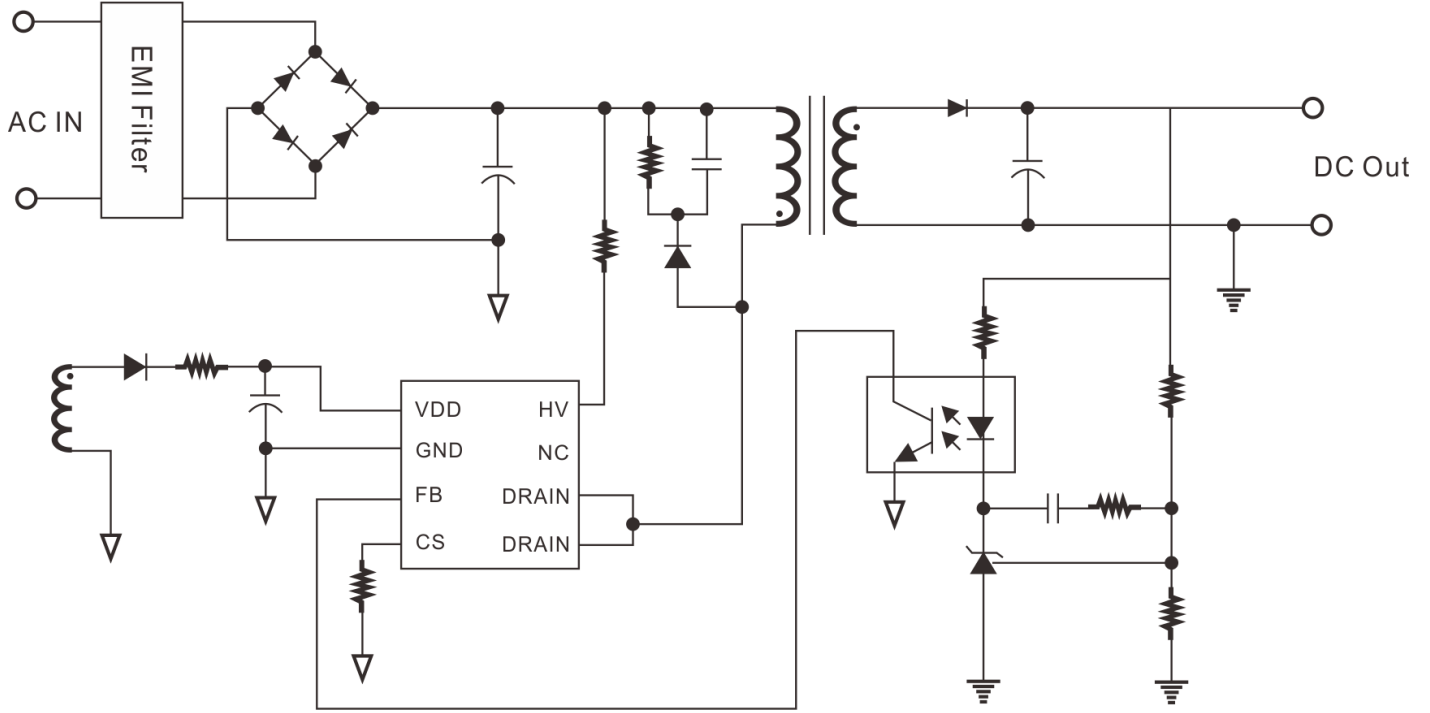 AC IN
EMI Filter
DC Out
VDD
HV
GND
NC
FB
DRAIN
CS
DRAIN